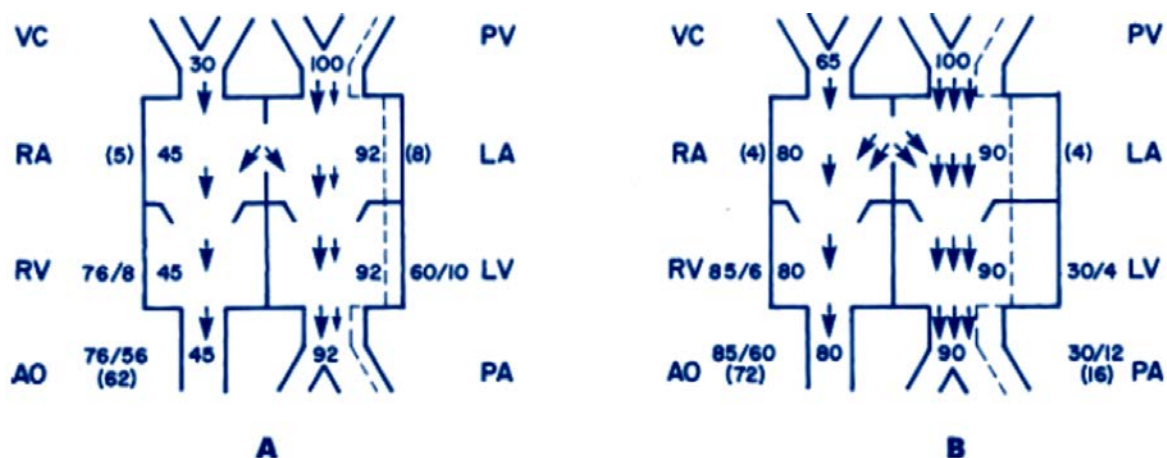 VC 30 100 PV
RA (5) 45 92 (8) LA
RV 76/8 45 92 60/10 LV
AO 76/56 (62) 45 92 PA
A
VC 65 100 PV
RA (4) 80 90 (4) LA
RV 85/6 80 90 30/4 LV
AO 85/60 (72) 80 90 30/12 (16) PA
B